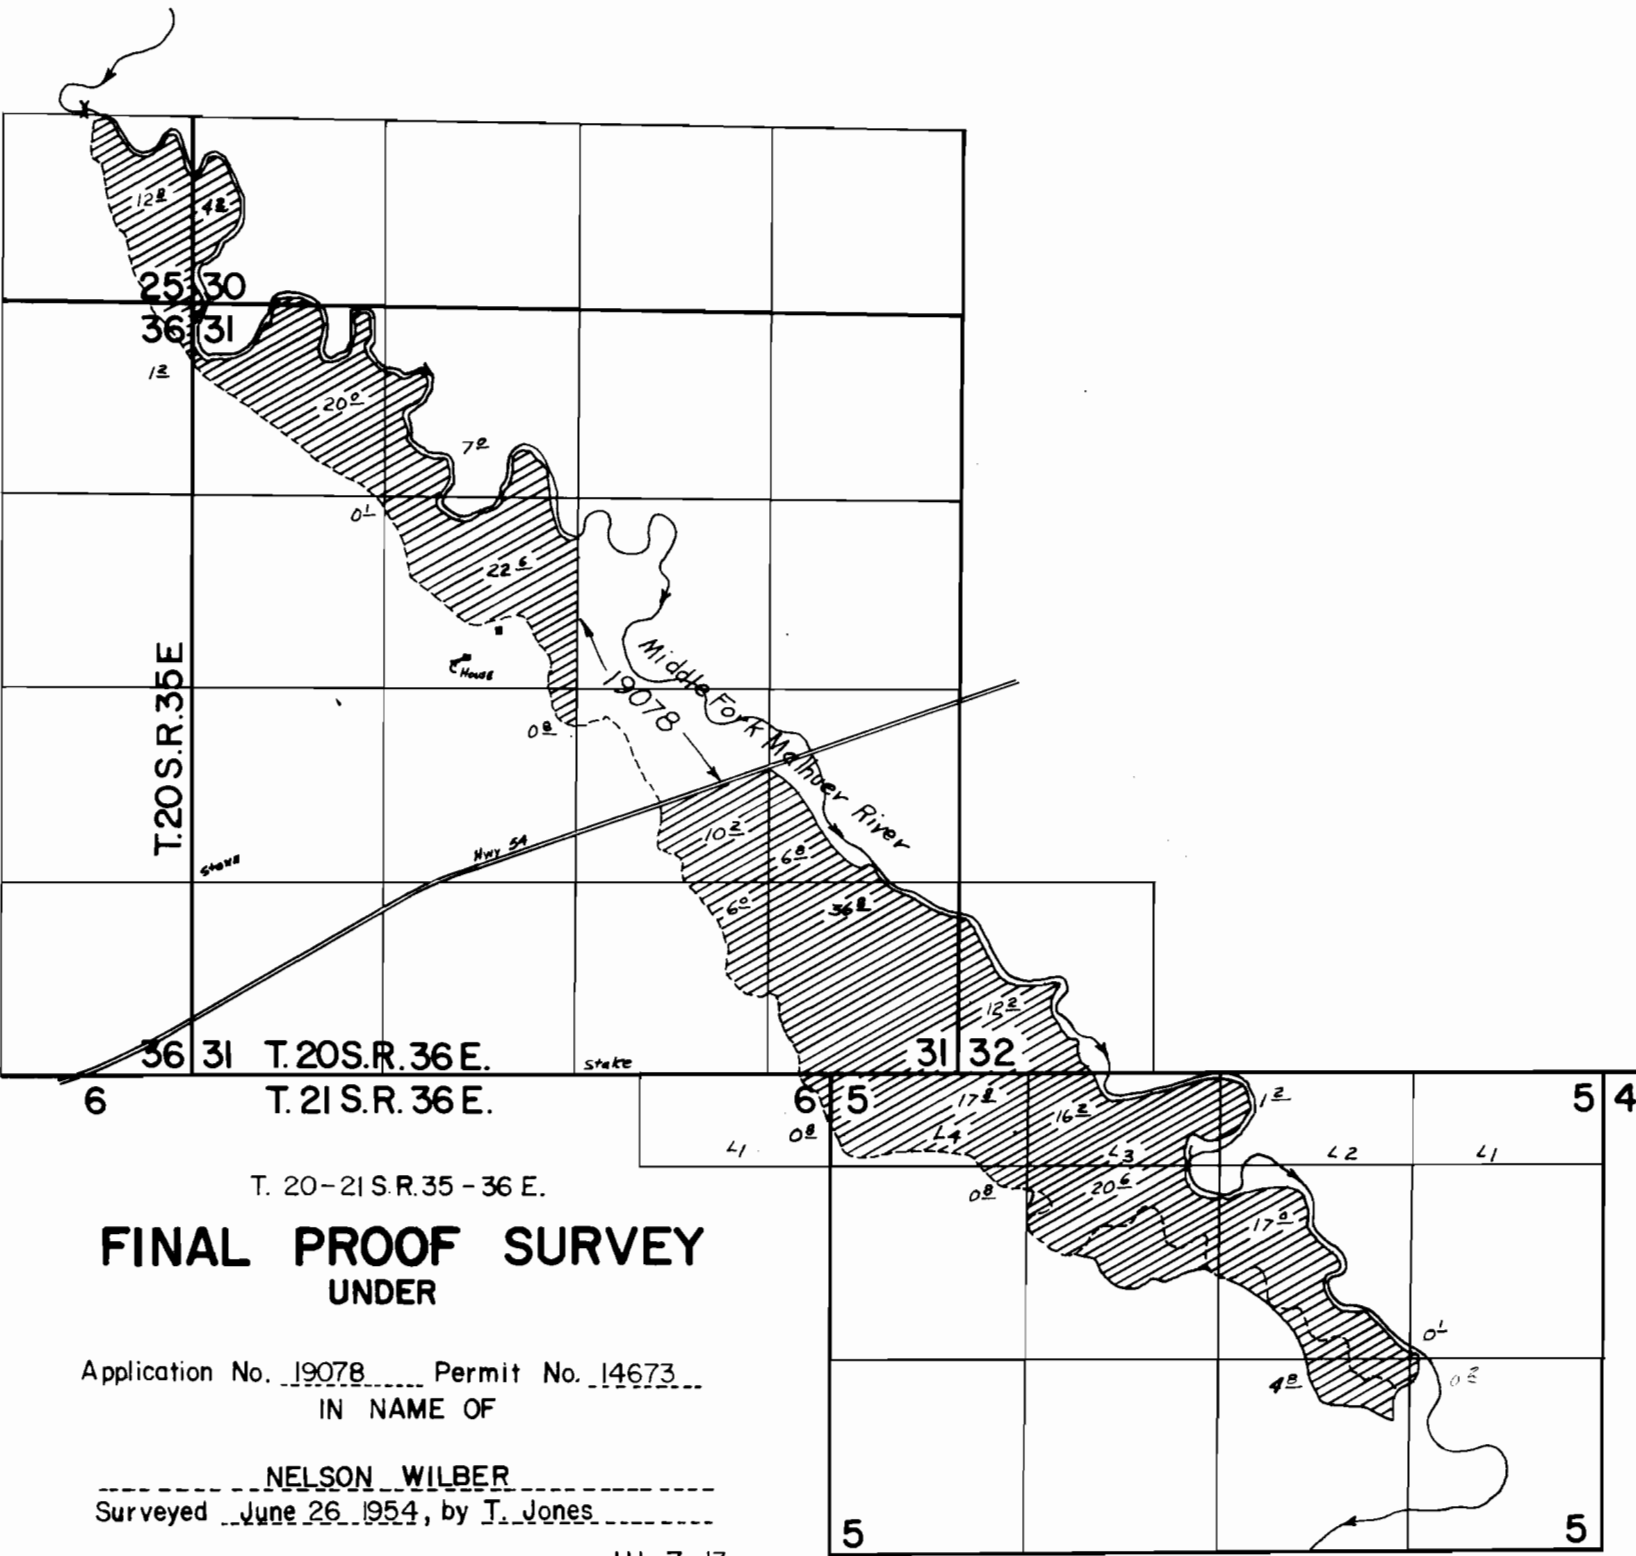 12 8
4 2
25 30
36 31
1 2
20 0
7 0
0 1
22 6
House
T. 20 S. R. 35 E
19078
Middle Fork Malhuer River
0 8
10 2
6 8
Hwy 54
Stake
6 0
36 8
12 2
36 31 T. 20 S. R. 36 E.
Stake
31 32
6 T. 21 S. R. 36 E.
6 5
17 8
16 2
1 2
5 4
0 8
L1
L4
L3
L2
L1
0 8
20 6
17 0
T. 20-21 S. R. 35-36 E.
FINAL PROOF SURVEY
UNDER
0 1
4 8
Application No. 19078 Permit No. 14673
IN NAME OF
NELSON WILBER
Surveyed June 26 1954, by T. Jones
5 5